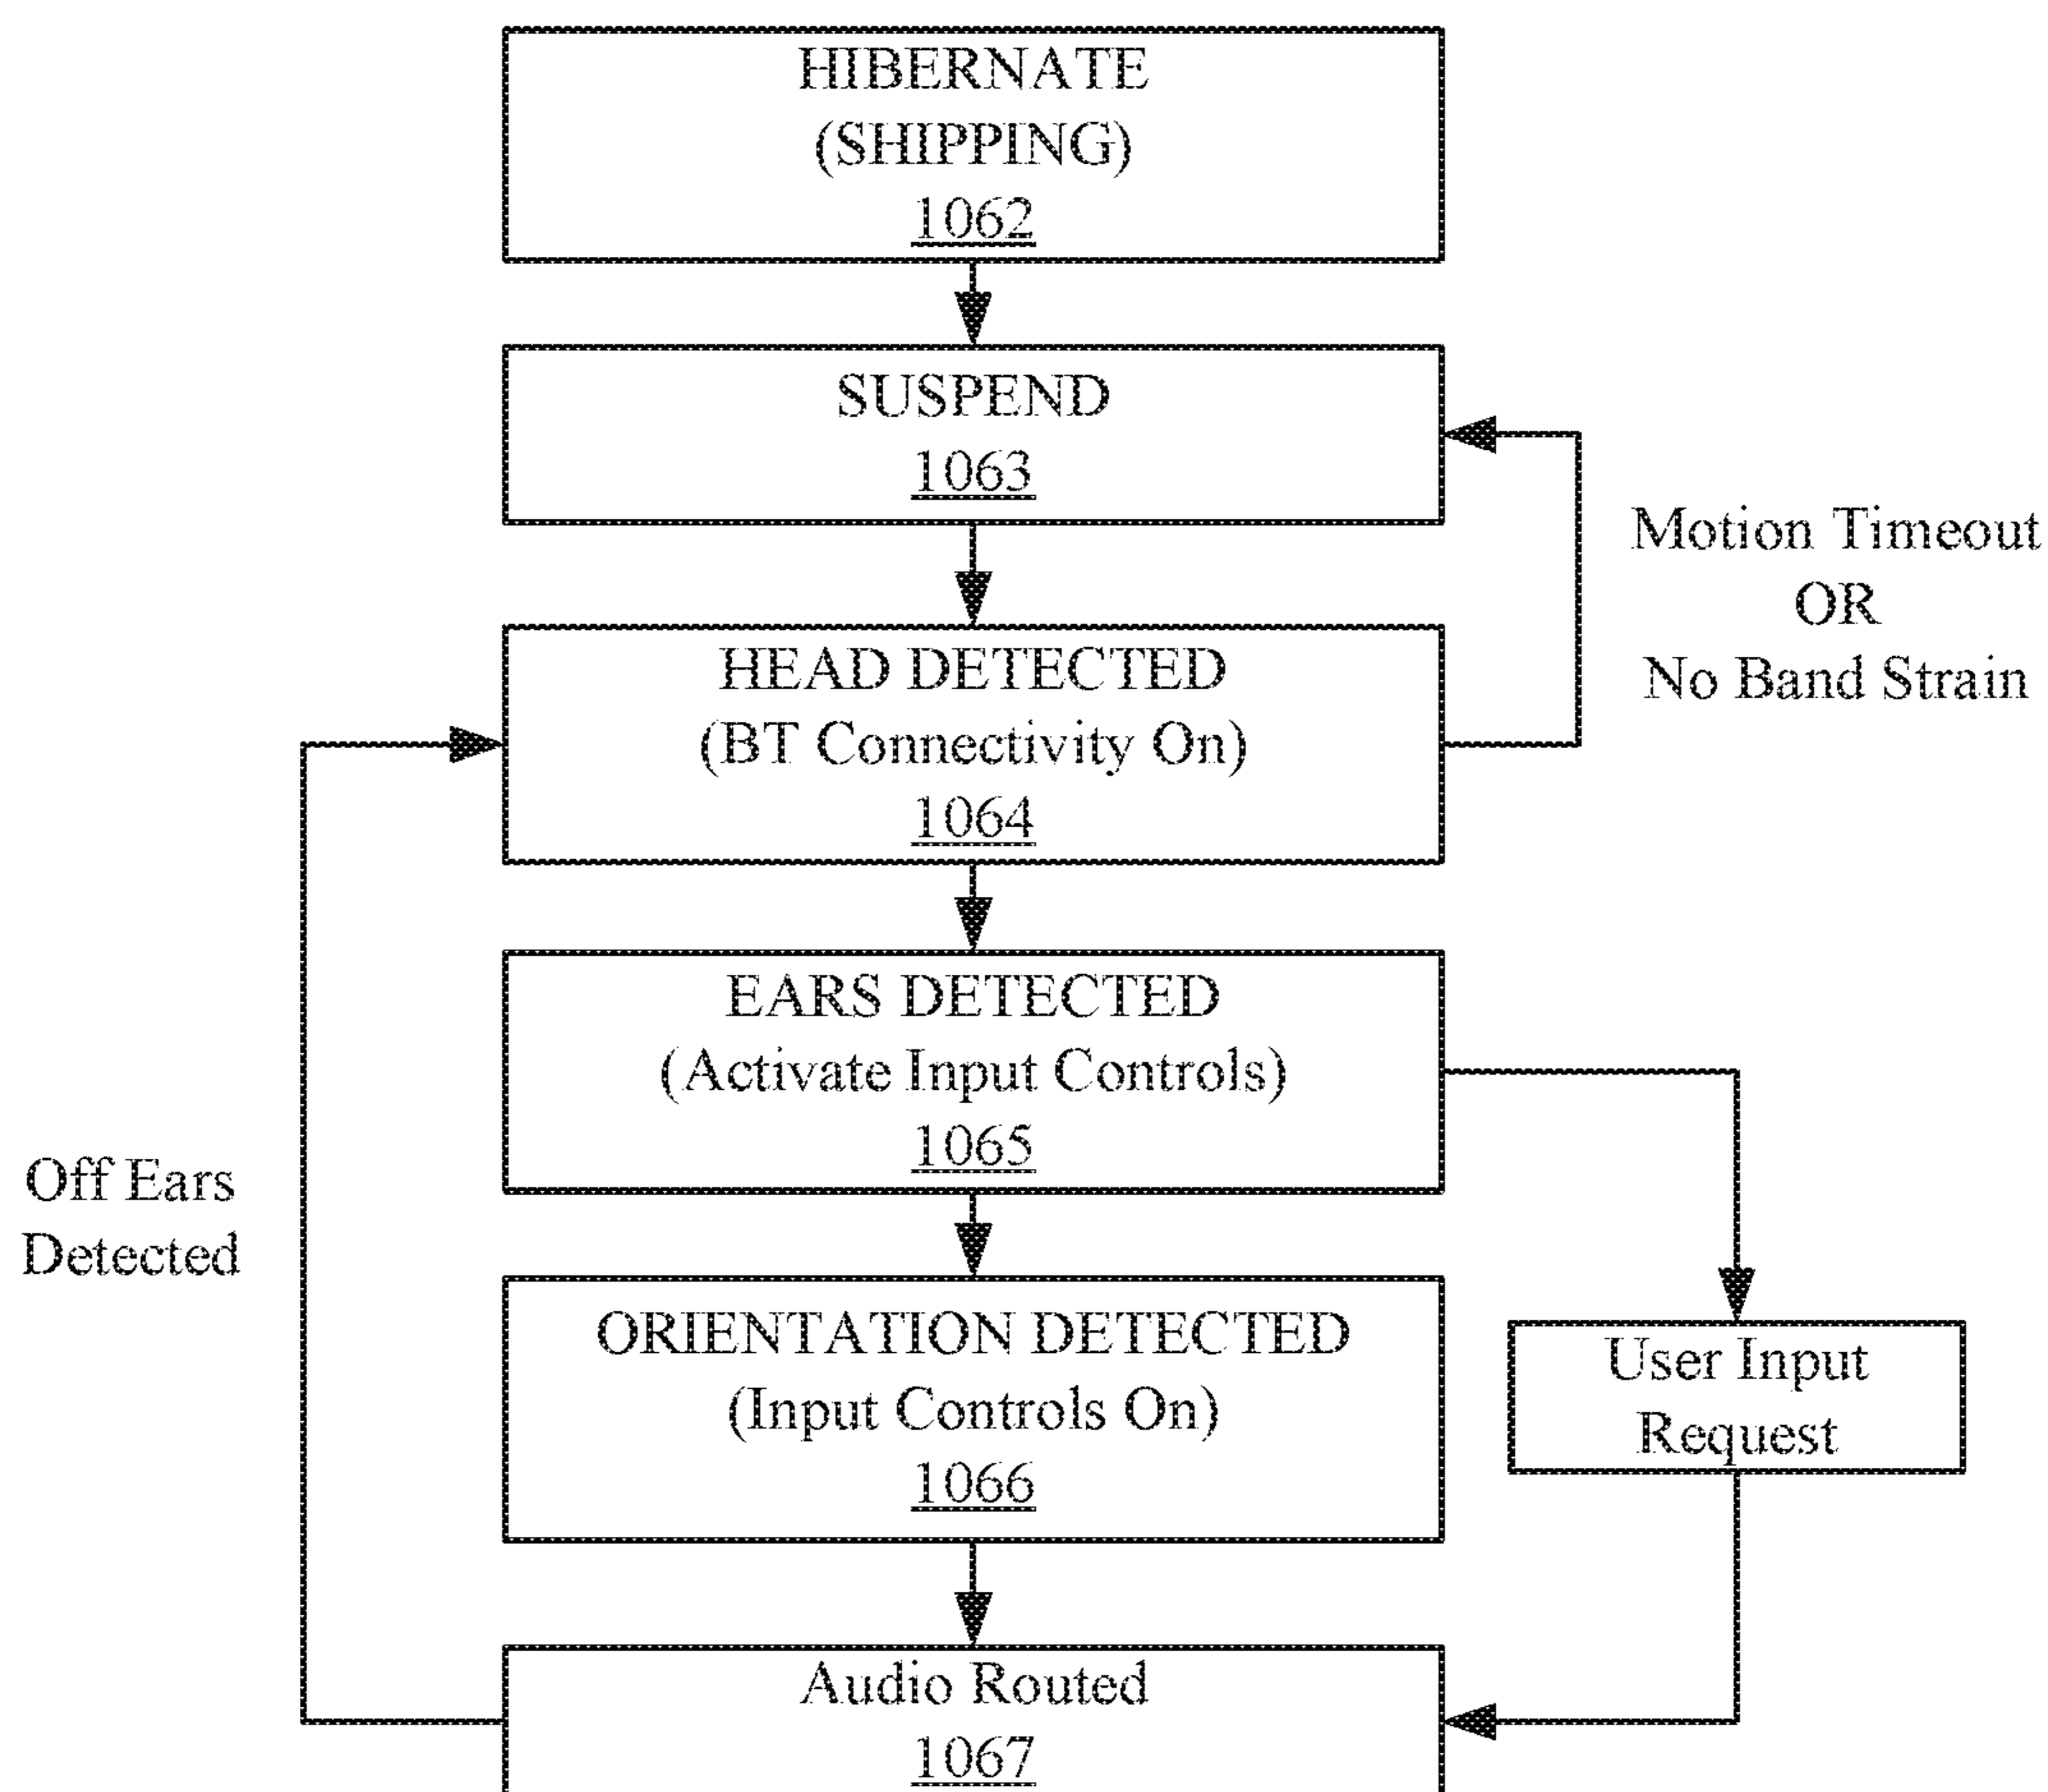 HIBERNATE
(SHIPPING)
1062
SUSPEND
1063
Motion Timeout
OR
No Band Strain
HEAD DETECTED
(BT Connectivity On)
1064
EARS DETECTED
(Activate Input Controls)
1065
Off Ears
Detected
ORIENTATION DETECTED
(Input Controls On)
1066
User Input
Request
Audio Routed
1067